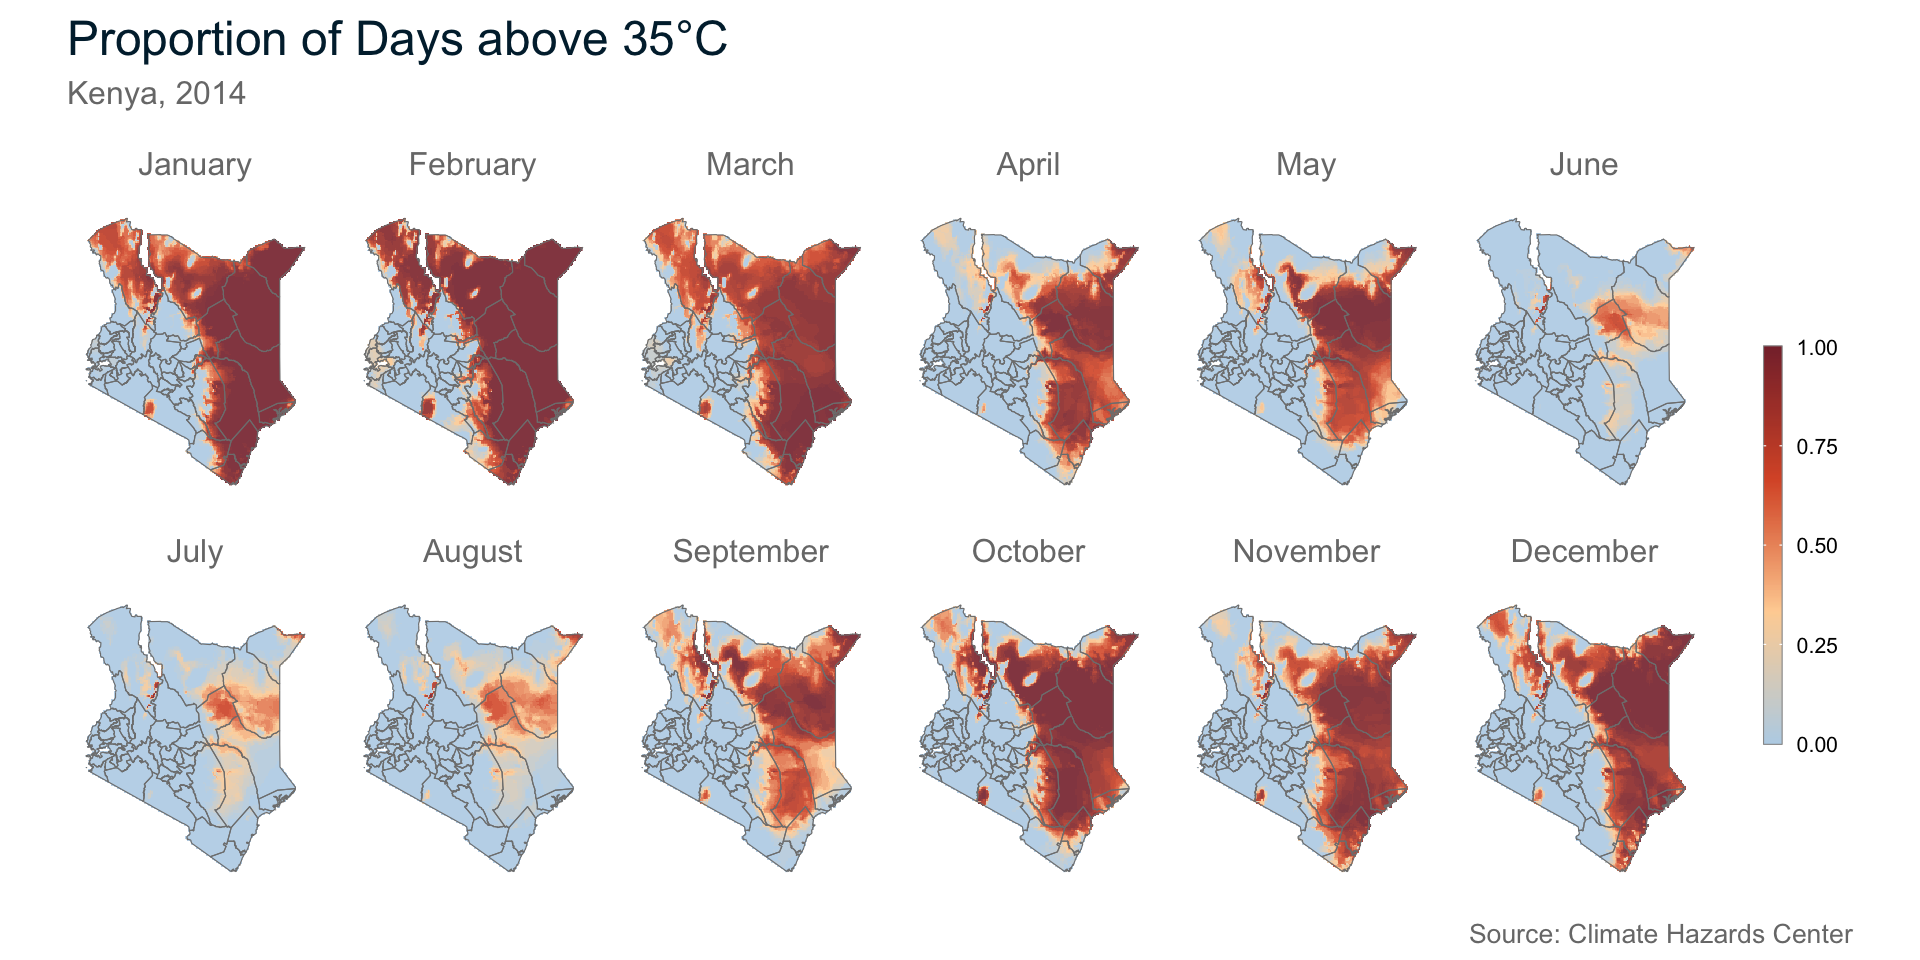 Proportion of Days above 35°C
Kenya, 2014
January
February
March
April
May
June
July
August
September
October
November
December
1.00
0.75
0.50
0.25
0.00
Source: Climate Hazards Center